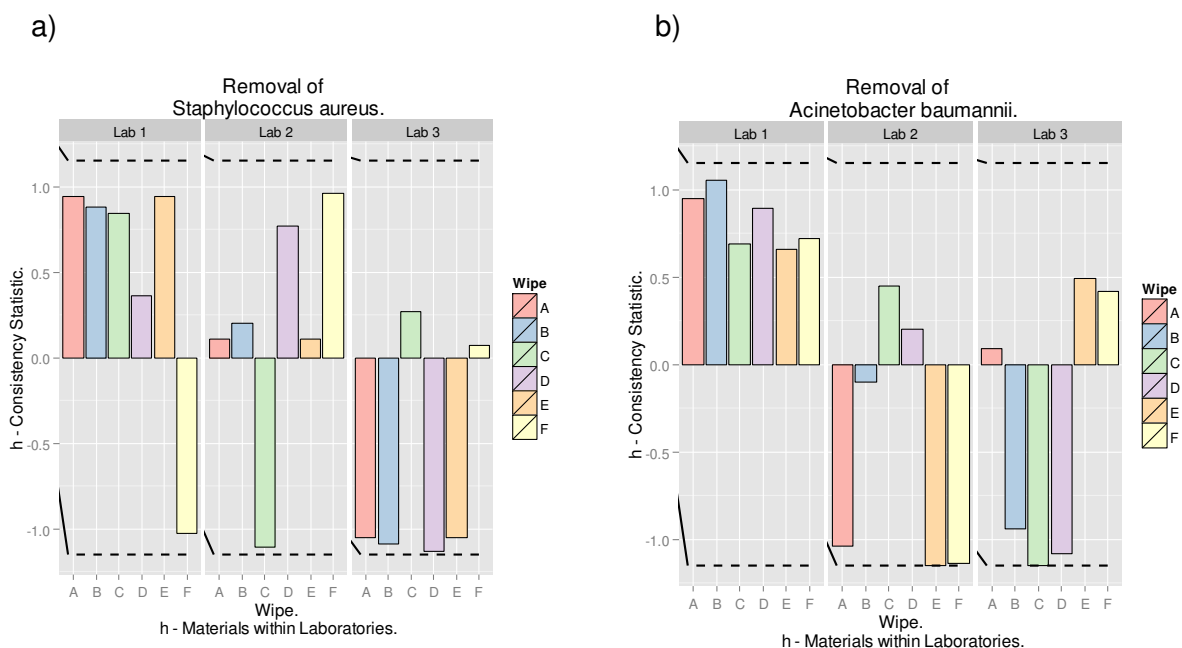 a)
Removal of
Staphylococcus aureus.
Lab 1 Lab 2 Lab 3
1.0
0.5
0.0
-0.5
-1.0
h - Consistency Statistic.
A B C D E F A B C D E F A B C D E F
Wipe.
h - Materials within Laboratories.
Wipe
A
B
C
D
E
F
b)
Removal of
Acinetobacter baumannii.
Lab 1 Lab 2 Lab 3
1.0
0.5
0.0
-0.5
-1.0
h - Consistency Statistic.
A B C D E F A B C D E F A B C D E F
Wipe.
h - Materials within Laboratories.
Wipe
A
B
C
D
E
F